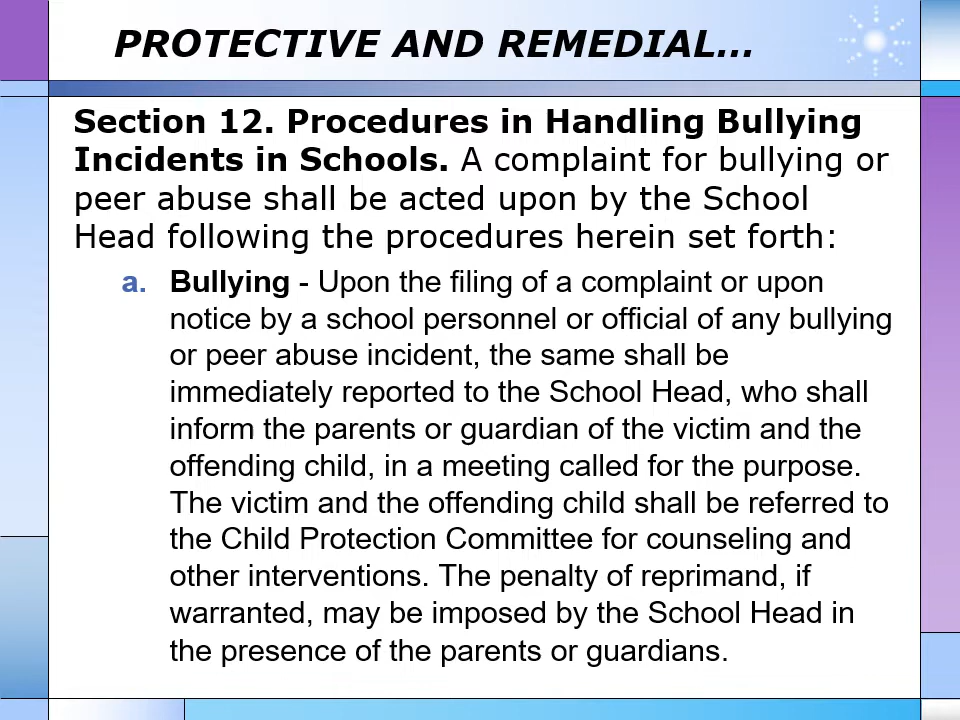 PROTECTIVE AND REMEDIAL...
Section 12. Procedures in Handling Bullying
Incidents in Schools. A complaint for bullying or
peer abuse shall be acted upon by the School
Head following the procedures herein set forth:
a. Bullying - Upon the filing of a complaint or upon
notice by a school personnel or official of any bullying
or peer abuse incident, the same shall be
immediately reported to the School Head, who shall
inform the parents or guardian of the victim and the
offending child, in a meeting called for the purpose.
The victim and the offending child shall be referred to
the Child Protection Committee for counseling and
other interventions. The penalty of reprimand, if
warranted, may be imposed by the School Head in
the presence of the parents or guardians.